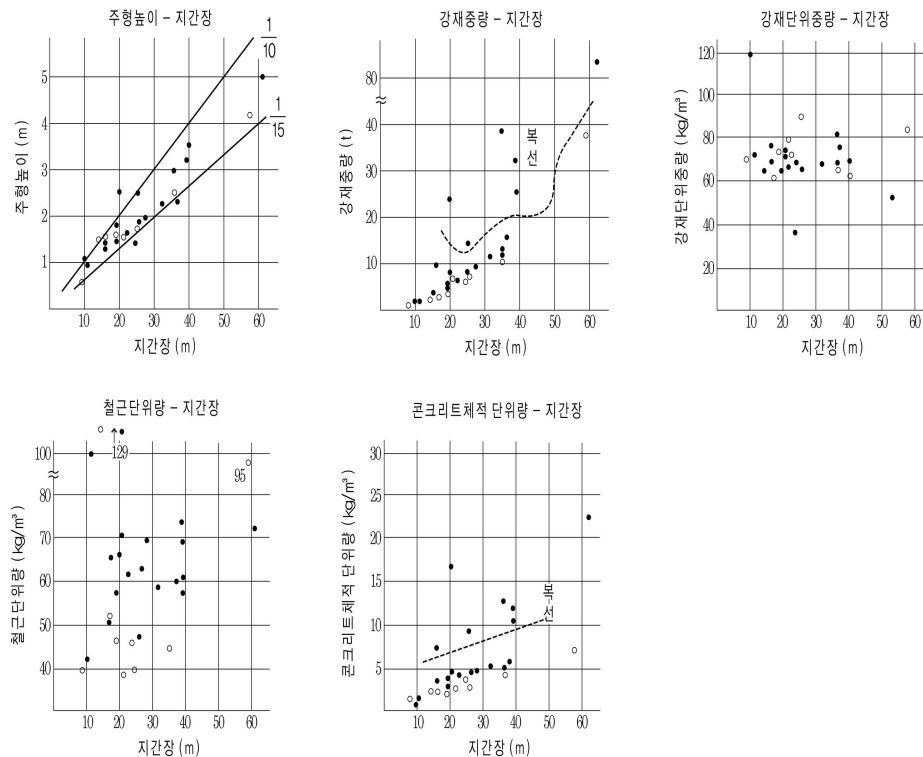 주형높이 – 지간장
1
10
1
15
주형높이 (m)
5
4
3
2
1
10 20 30 40 50 60
지간장 (m)
강재중량 – 지간장
강재중량 (t)
80
≈
40
30
20
10
복선
10 20 30 40 50 60
지간장 (m)
강재단위중량 – 지간장
강재단위중량 (kg/m³)
120
100
80
60
40
20
10 20 30 40 50 60
지간장 (m)
철근단위량 – 지간장
철근단위량 (kg/m³)
100
≈
80
70
60
50
40
129
95
10 20 30 40 50 60
지간장 (m)
콘크리트체적 단위량 – 지간장
콘크리트체적 단위량 (kg/m³)
30
25
20
15
10
5
복선
10 20 30 40 50 60
지간장 (m)